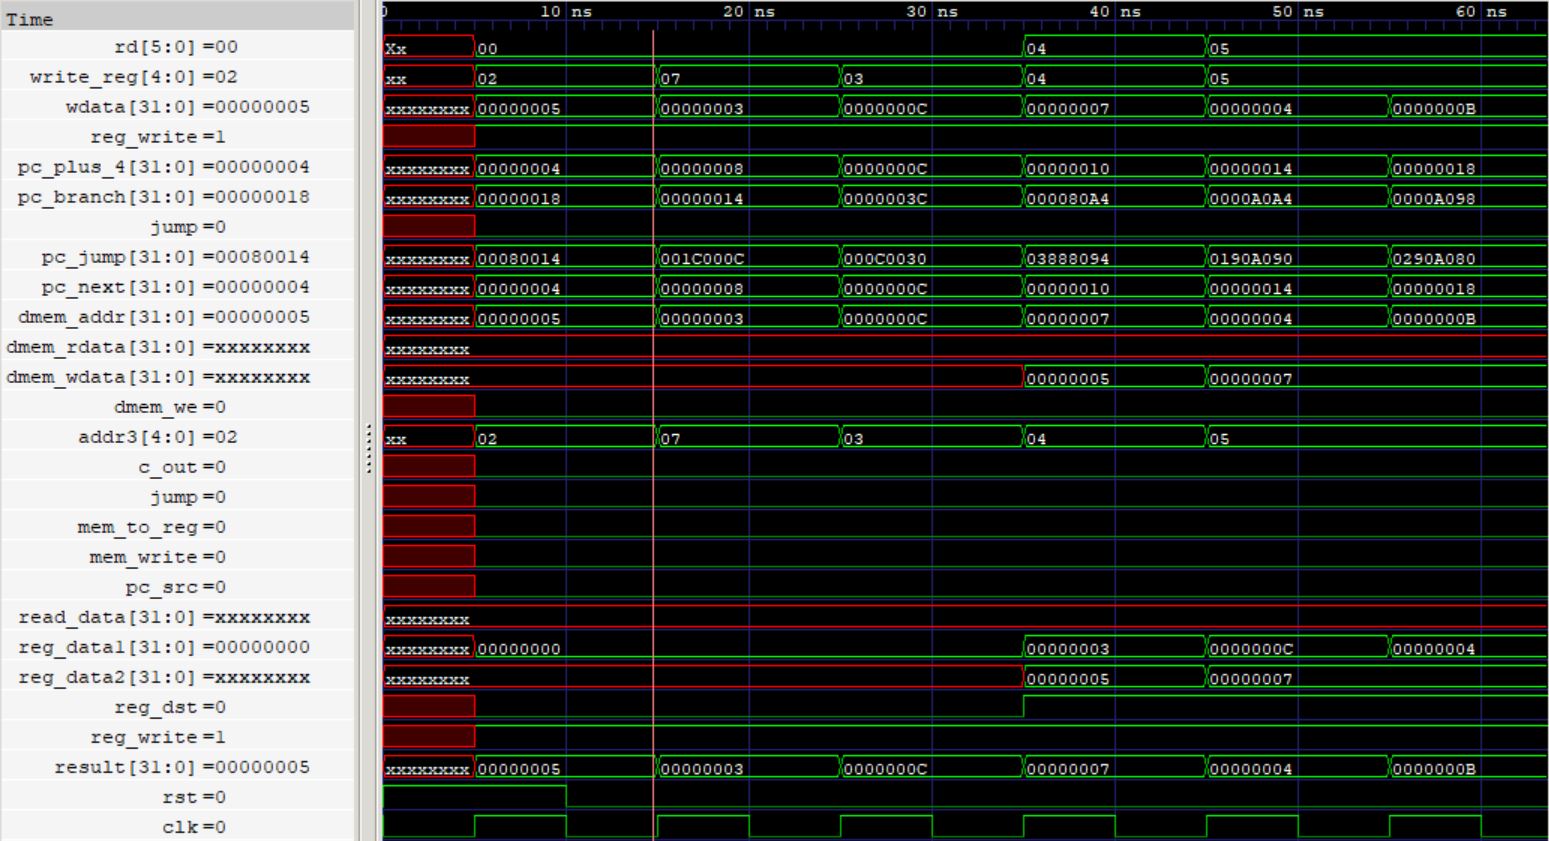 Time 0 10 ns 20 ns 30 ns 40 ns 50 ns 60 ns
rd[5:0] =00 Xx 00 04 05
write_reg[4:0] =02 xx 02 07 03 04 05
wdata[31:0] =00000005 xxxxxxxx 00000005 00000003 0000000C 00000007 00000004 0000000B
reg_write =1
pc_plus_4[31:0] =00000004 xxxxxxxx 00000004 00000008 0000000C 00000010 00000014 00000018
pc_branch[31:0] =00000018 xxxxxxxx 00000018 00000014 0000003C 000080A4 0000A0A4 0000A098
jump =0
pc_jump[31:0] =00080014 xxxxxxxx 00080014 001C000C 000C0030 03888094 0190A090 0290A080
pc_next[31:0] =00000004 xxxxxxxx 00000004 00000008 0000000C 00000010 00000014 00000018
dmem_addr[31:0] =00000005 xxxxxxxx 00000005 00000003 0000000C 00000007 00000004 0000000B
dmem_rdata[31:0] =xxxxxxxx xxxxxxxx
dmem_wdata[31:0] =xxxxxxxx xxxxxxxx 00000005 00000007
dmem_we =0
addr3[4:0] =02 xx 02 07 03 04 05
c_out =0
jump =0
mem_to_reg =0
mem_write =0
pc_src =0
read_data[31:0] =xxxxxxxx xxxxxxxx
reg_data1[31:0] =00000000 xxxxxxxx 00000000 00000003 0000000C 00000004
reg_data2[31:0] =xxxxxxxx xxxxxxxx 00000005 00000007
reg_dst =0
reg_write =1
result[31:0] =00000005 xxxxxxxx 00000005 00000003 0000000C 00000007 00000004 0000000B
rst =0
clk =0